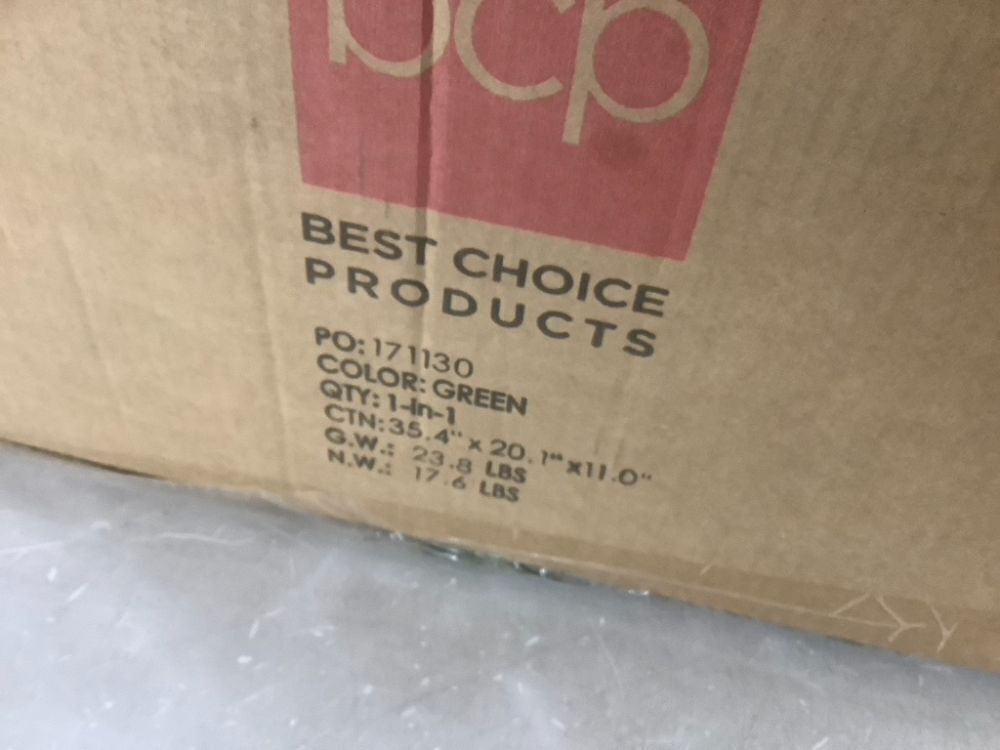 bcp
BEST CHOICE
PRODUCTS
PO: 171130
COLOR: GREEN
QTY: 1-in-1
CTN: 35.4" x 20.1" x11.0"
G.W.: 23.8 LBS
N.W.: 17.6 LBS